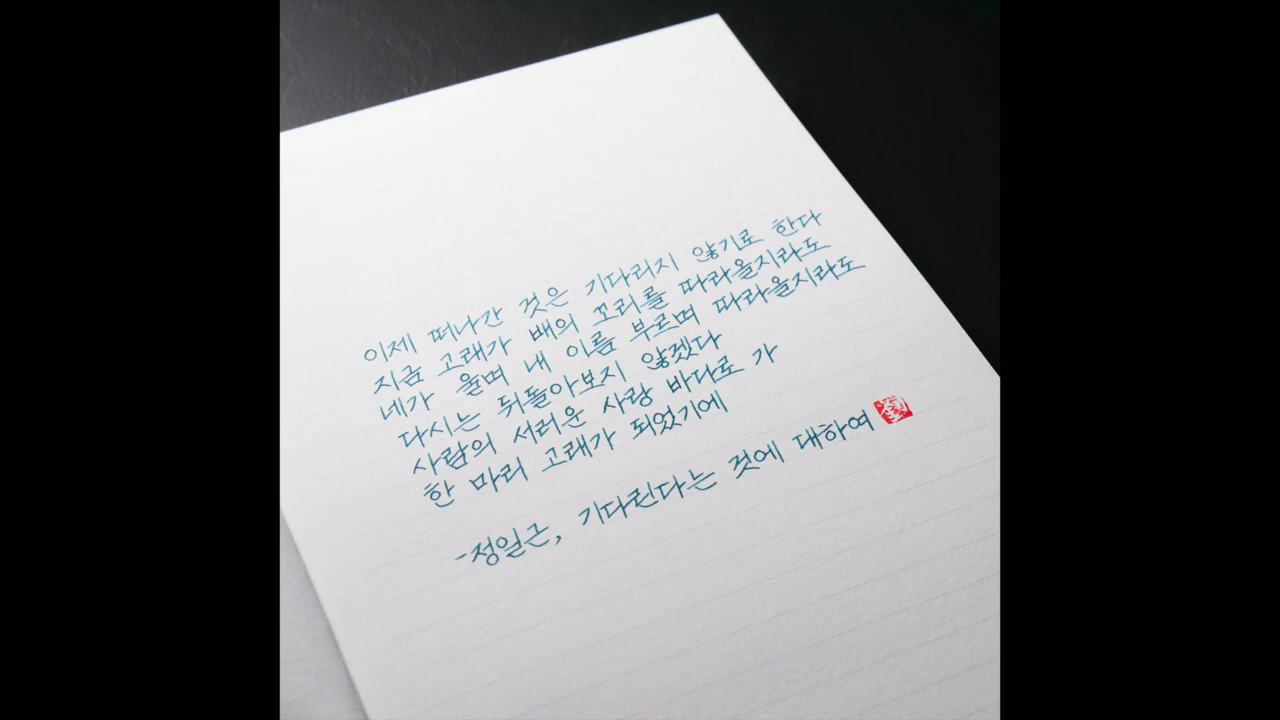 이제 떠나간 것은 기다리지 않기로 한다
지금 고래가 배의 꼬리를 따라올지라도
네가 울며 내 이름 부르며 따라올지라도
다시는 뒤돌아보지 않겠다
사람의 서러운 사랑 바다로 가
한 마리 고래가 되었기에
-정일근, 기다린다는 것에 대하여